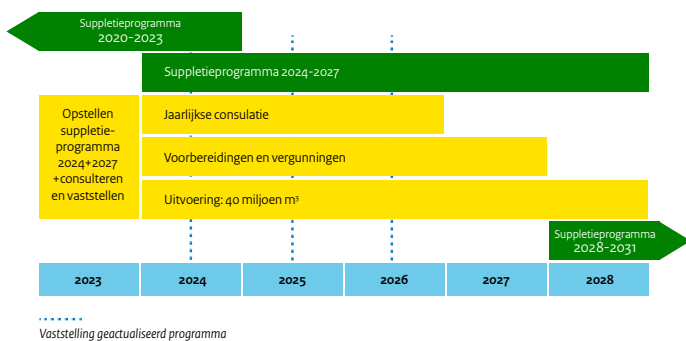 Suppletieprogramma
2020-2023
Suppletieprogramma 2024-2027
Opstellen
suppletie-
programma
2024+2027
+consulteren
en vaststellen
Jaarlijkse consulatie
Voorbereidingen en vergunningen
Uitvoering: 40 miljoen m³
Suppletieprogramma
2028-2031
2023 2024 2025 2026 2027 2028
Vaststelling geactualiseerd programma